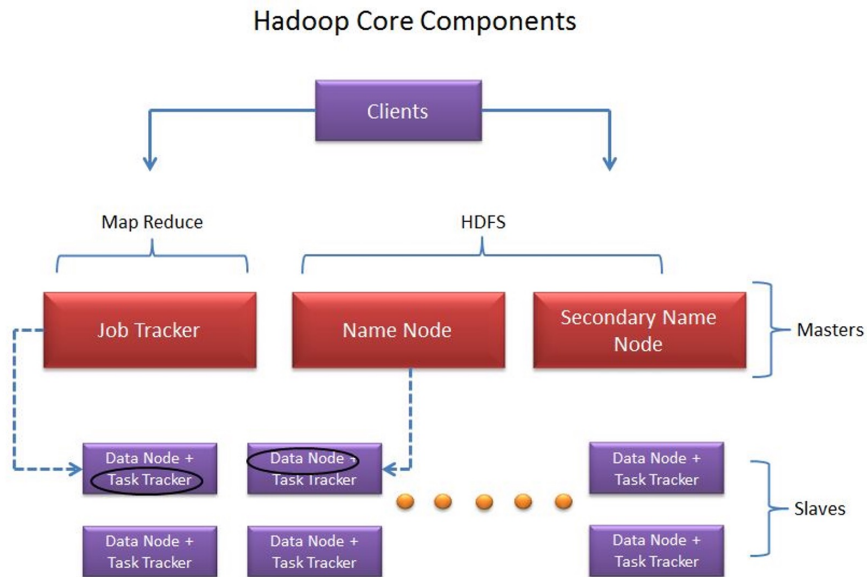 Hadoop Core Components
Clients
Map Reduce
HDFS
Job Tracker
Name Node
Secondary Name
Node
Masters
Data Node +
Task Tracker
Data Node +
Task Tracker
Data Node +
Task Tracker
Slaves
Data Node +
Task Tracker
Data Node +
Task Tracker
Data Node +
Task Tracker